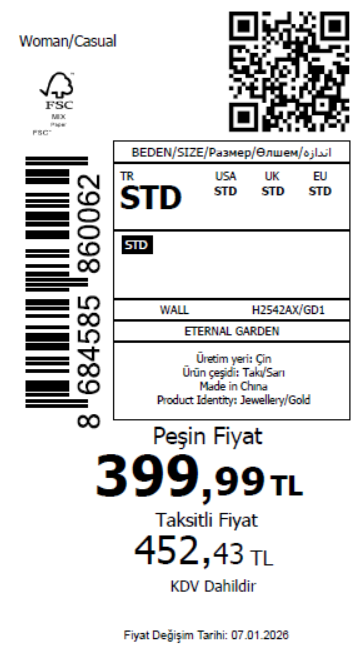 Woman/Casual
FSC
MIX
Paper
FSC™
BEDEN/SIZE/Размер/Өлшем/اندازه
TR USA UK EU
STD STD STD STD
STD
WALL H2542AX/GD1
ETERNAL GARDEN
Üretim yeri: Çin
Ürün çeşidi: Takı/Sarı
Made in China
Product Identity: Jewellery/Gold
8 684585 860062
Peşin Fiyat
399,99 TL
Taksitli Fiyat
452,43 TL
KDV Dahildir
Fiyat Değişim Tarihi: 07.01.2026